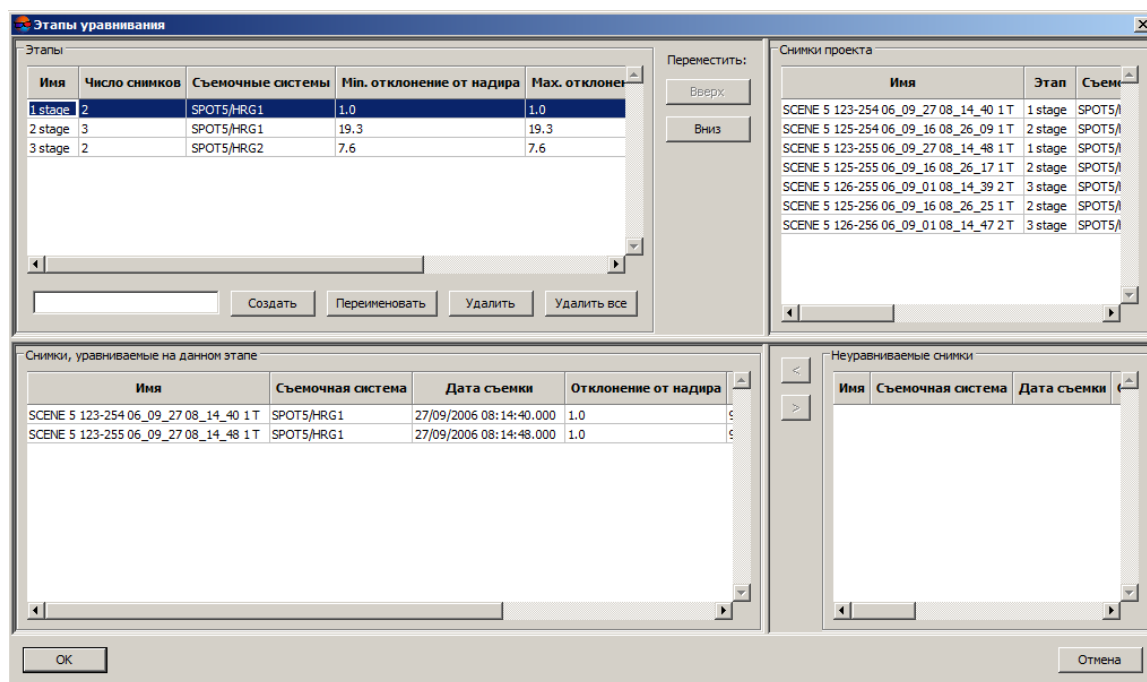 Этапы уравнивания
Этапы
Имя Число снимков Съемочные системы Min. отклонение от надира Max.
1 stage 2 SPOT5/HRG1 1.0 1.0
2 stage 3 SPOT5/HRG1 19.3 19.3
3 stage 2 SPOT5/HRG2 7.6 7.6
Создать Переименовать Удалить Удалить все
Переместить:
Вверх
Вниз
Снимки проекта
Имя Этап
SCENE 5 123-254 06_09_27 08_14_40 1 T 1 stage SPOT5/
SCENE 5 125-254 06_09_16 08_26_09 1 T 2 stage SPOT5/
SCENE 5 123-255 06_09_27 08_14_48 1 T 1 stage SPOT5/
SCENE 5 125-255 06_09_16 08_26_17 1 T 2 stage SPOT5/
SCENE 5 126-255 06_09_01 08_14_39 2 T 3 stage SPOT5/
SCENE 5 125-256 06_09_16 08_26_25 1 T 2 stage SPOT5/
SCENE 5 126-256 06_09_01 08_14_47 2 T 3 stage SPOT5/
Снимки, уравниваемые на данном этапе
Имя Съемочная система Дата съемки Отклонение от надира
SCENE 5 123-254 06_09_27 08_14_40 1 T SPOT5/HRG1 27/09/2006 08:14:40.000 1.0
SCENE 5 123-255 06_09_27 08_14_48 1 T SPOT5/HRG1 27/09/2006 08:14:48.000 1.0
<
>
Неуравниваемые снимки
Имя Съемочная система Дата съемки
OK
Отмена